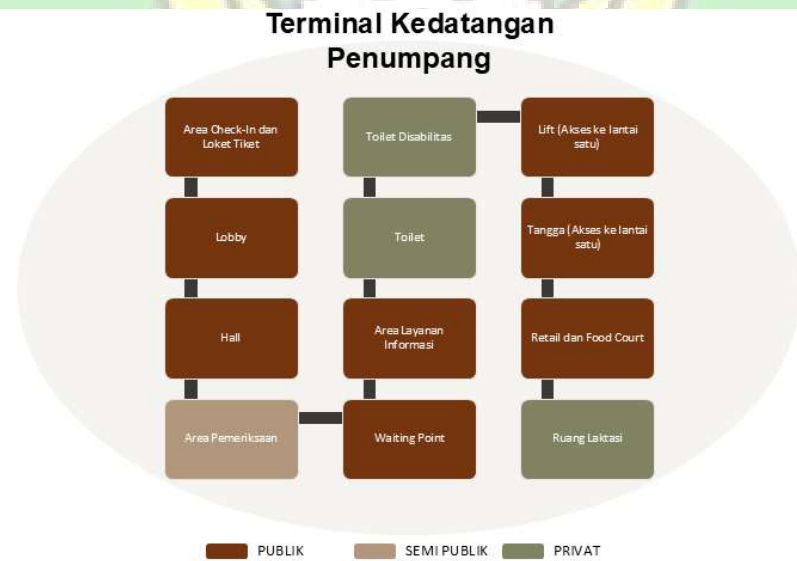 Terminal Kedatangan
Penumpang
Area Check-In dan
Loket Tiket
Lobby
Hall
Area Pemeriksaan
Waiting Point
Area Layanan
Informasi
Toilet
Toilet Disabilitas
Lift (Akses ke lantai
satu)
Tangga (Akses ke lantai
satu)
Retail dan Food Court
Ruang Laktasi
PUBLIK
SEMI PUBLIK
PRIVAT